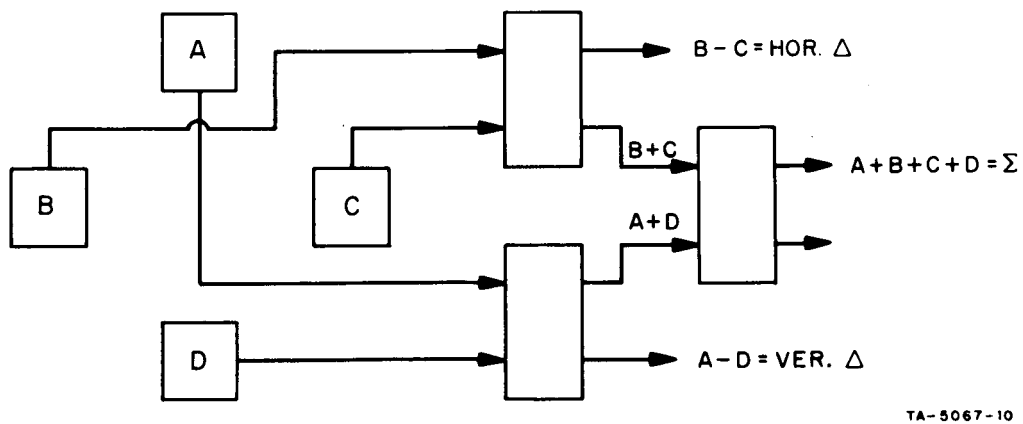 A
B - C = HOR. Δ
B+C
A+B+C+D = Σ
B
C
A+D
D
A - D = VER. Δ
TA-5067-10